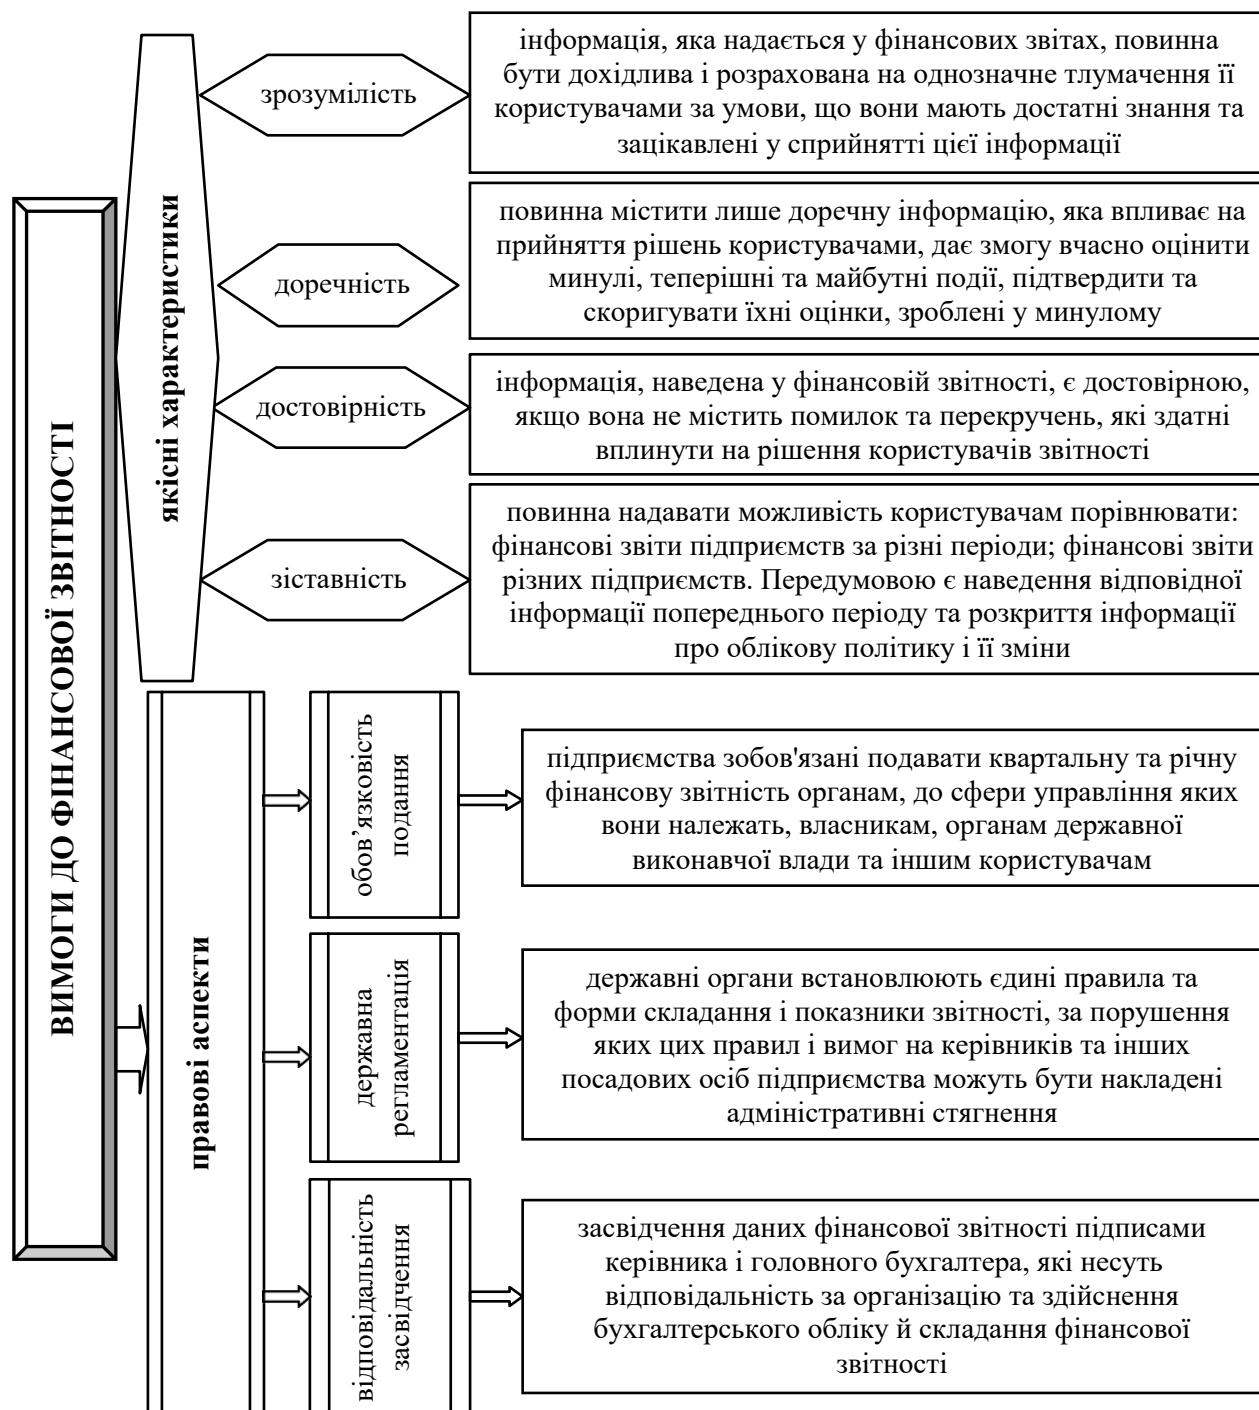 ВИМОГИ ДО ФІНАНСОВОЇ ЗВІТНОСТІ
якісні характеристики
зрозумілість
інформація, яка надається у фінансових звітах, повинна
бути дохідлива і розрахована на однозначне тлумачення її
користувачами за умови, що вони мають достатні знання та
зацікавлені у сприйнятті цієї інформації
доречність
повинна містити лише доречну інформацію, яка впливає на
прийняття рішень користувачами, дає змогу вчасно оцінити
минулі, теперішні та майбутні події, підтвердити та
скоригувати їхні оцінки, зроблені у минулому
достовірність
інформація, наведена у фінансовій звітності, є достовірною,
якщо вона не містить помилок та перекручень, які здатні
вплинути на рішення користувачів звітності
зіставність
повинна надавати можливість користувачам порівнювати:
фінансові звіти підприємств за різні періоди; фінансові звіти
різних підприємств. Передумовою є наведення відповідної
інформації попереднього періоду та розкриття інформації
про облікову політику і її зміни
правові аспекти
обов’язковість
подання
підприємства зобов'язані подавати квартальну та річну
фінансову звітність органам, до сфери управління яких
вони належать, власникам, органам державної
виконавчої влади та іншим користувачам
державна
регламентація
державні органи встановлюють єдині правила та
форми складання і показники звітності, за порушення
яких цих правил і вимог на керівників та інших
посадових осіб підприємства можуть бути накладені
адміністративні стягнення
відповідальність
засвідчення
засвідчення даних фінансової звітності підписами
керівника і головного бухгалтера, які несуть
відповідальність за організацію та здійснення
бухгалтерського обліку й складання фінансової
звітності